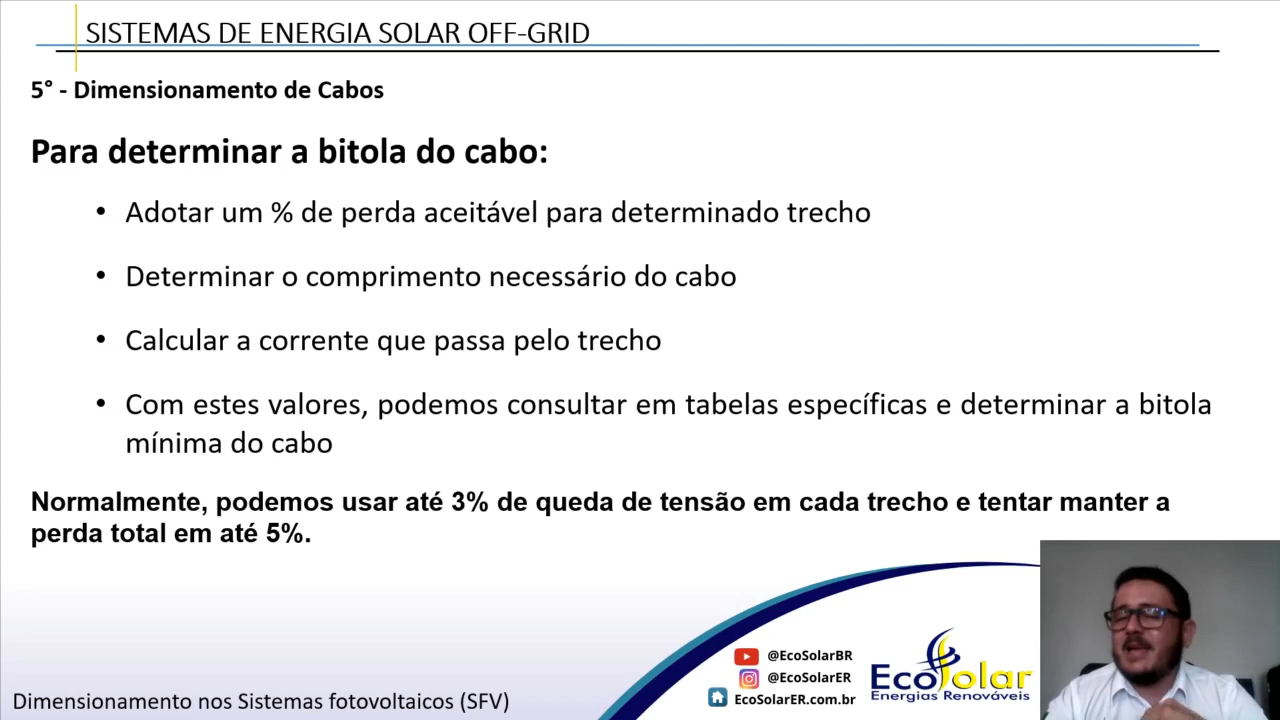 SISTEMAS DE ENERGIA SOLAR OFF-GRID
5° - Dimensionamento de Cabos
Para determinar a bitola do cabo:
• Adotar um % de perda aceitável para determinado trecho
• Determinar o comprimento necessário do cabo
• Calcular a corrente que passa pelo trecho
• Com estes valores, podemos consultar em tabelas específicas e determinar a bitola
mínima do cabo
Normalmente, podemos usar até 3% de queda de tensão em cada trecho e tentar manter a
perda total em até 5%.
@EcoSolarBR
@EcoSolarER
EcoSolarER.com.br
EcoSolar
Energias Renováveis
Dimensionamento nos Sistemas fotovoltaicos (SFV)